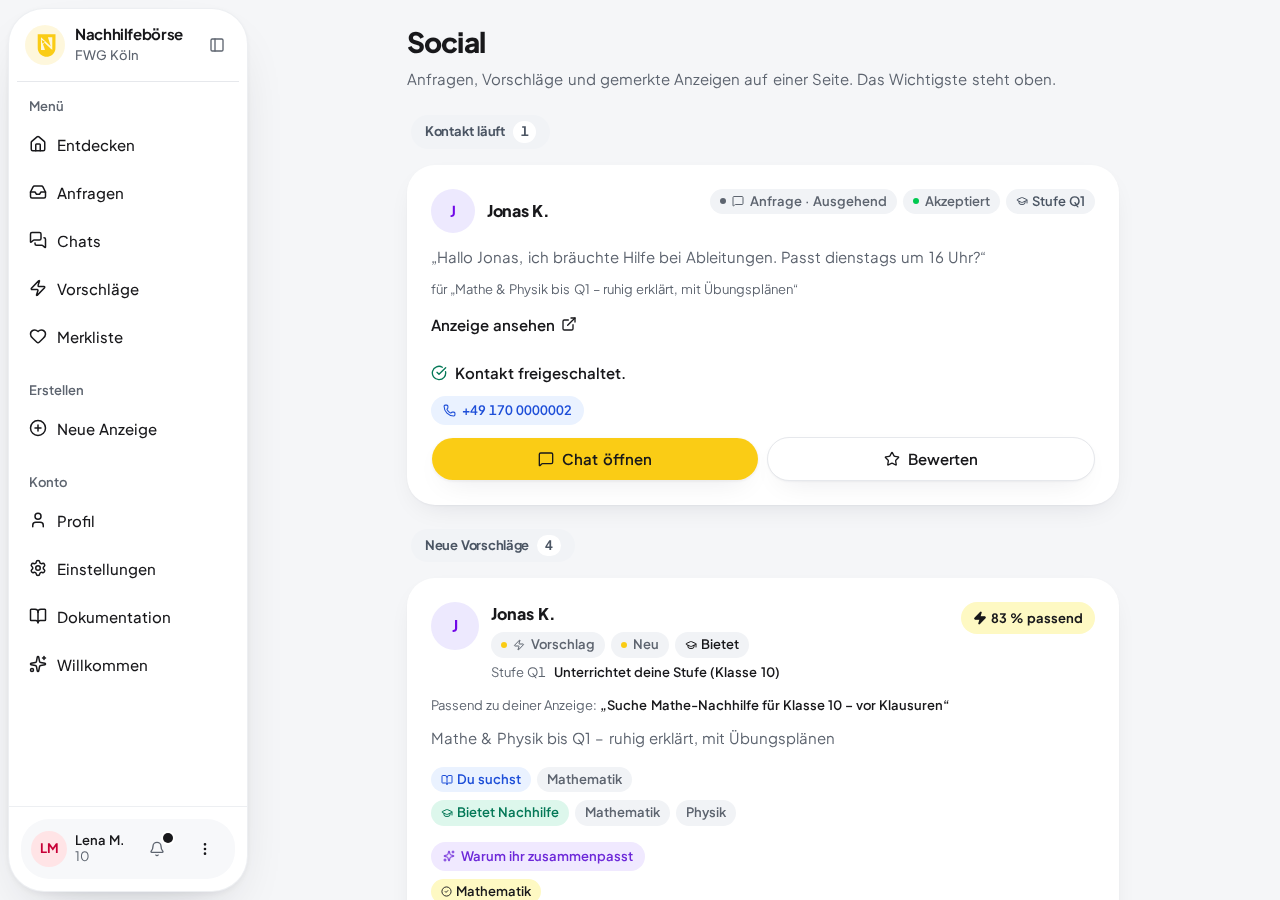 Nachhilfebörse
FWG Köln
Menü
Entdecken
Anfragen
Chats
Vorschläge
Merkliste
Erstellen
Neue Anzeige
Konto
Profil
Einstellungen
Dokumentation
Willkommen
LM
Lena M.
10
Social
Anfragen, Vorschläge und gemerkte Anzeigen auf einer Seite. Das Wichtigste steht oben.
Kontakt läuft 1
J
Jonas K.
Anfrage · Ausgehend
Akzeptiert
Stufe Q1
„Hallo Jonas, ich bräuchte Hilfe bei Ableitungen. Passt dienstags um 16 Uhr?“
für „Mathe & Physik bis Q1 – ruhig erklärt, mit Übungsplänen“
Anzeige ansehen
Kontakt freigeschaltet.
+49 170 0000002
Chat öffnen
Bewerten
Neue Vorschläge 4
J
Jonas K.
83 % passend
Vorschlag
Neu
Bietet
Stufe Q1 Unterrichtet deine Stufe (Klasse 10)
Passend zu deiner Anzeige: „Suche Mathe-Nachhilfe für Klasse 10 – vor Klausuren“
Mathe & Physik bis Q1 – ruhig erklärt, mit Übungsplänen
Du suchst
Mathematik
Bietet Nachhilfe
Mathematik
Physik
Warum ihr zusammenpasst
Mathematik